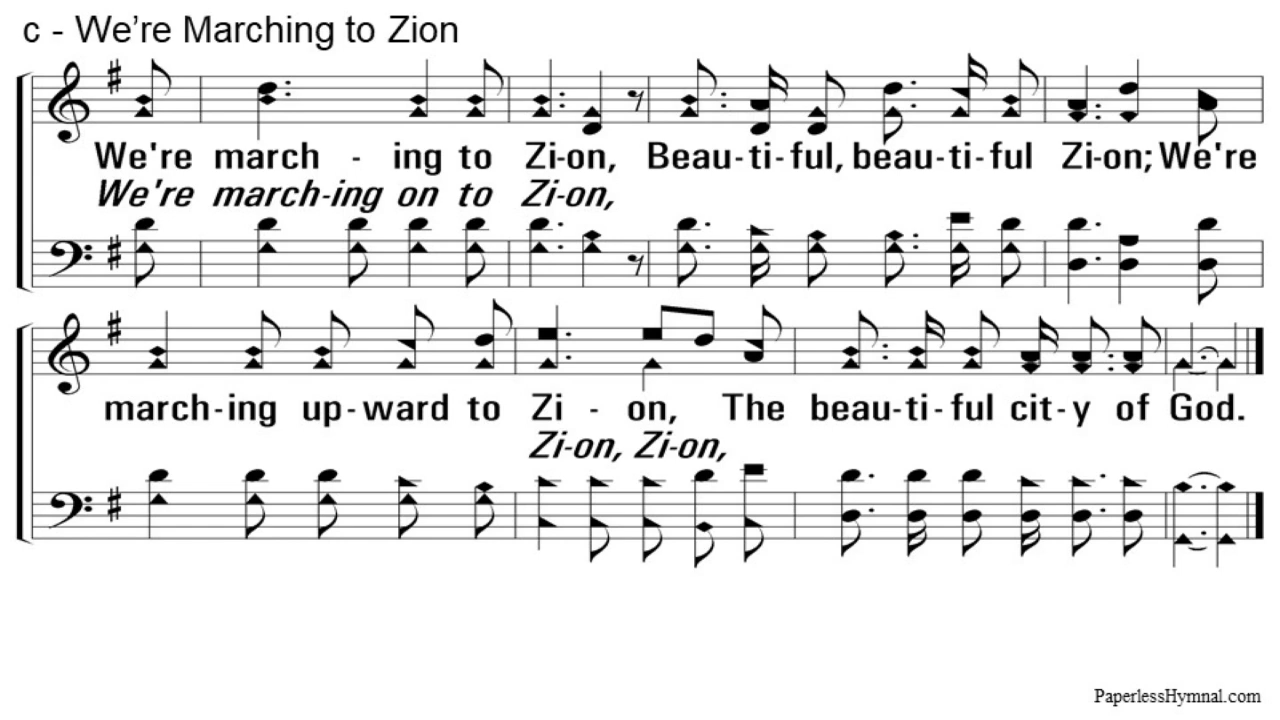 c - We’re Marching to Zion
We're march - ing to Zi-on, Beau-ti-ful, beau-ti-ful Zi-on; We're
We're march-ing on to Zi-on,
march-ing up-ward to Zi - on, The beau-ti-ful cit-y of God.
Zi-on, Zi-on,
PaperlessHymnal.com